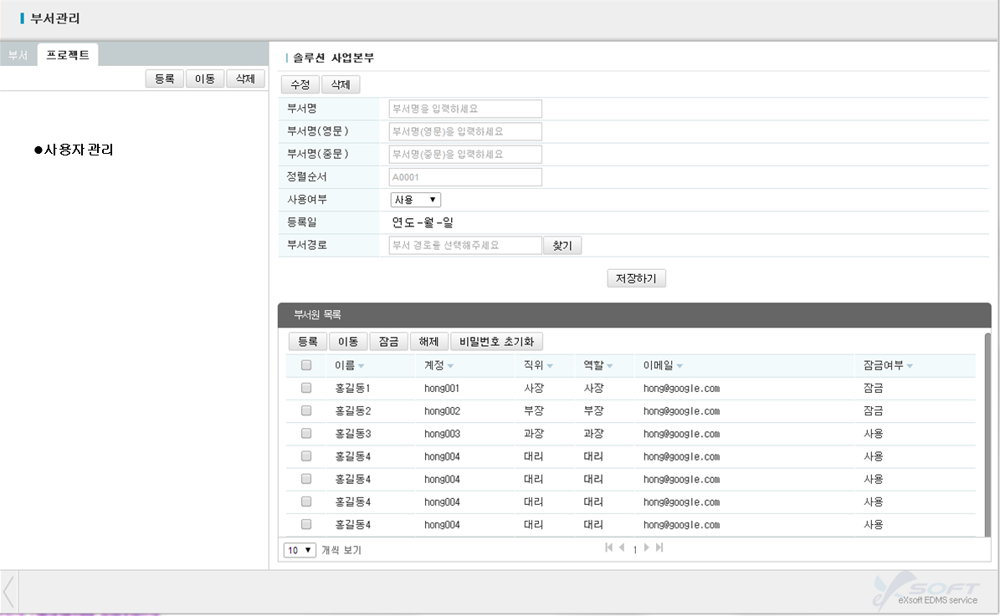 부서관리
부서 프로젝트
등록 이동 삭제
●사용자관리
솔루션 사업본부
수정 삭제
부서명 부서명을 입력하세요
부서명(영문) 부서명(영문)을 입력하세요
부서명(중문) 부서명(중문)을 입력하세요
정렬순서 A0001
사용여부 사용 ▼
등록일 연도-월-일
부서경로 부서 경로를 선택해주세요 찾기
저장하기
부서원 목록
등록 이동 잠금 해제 비밀번호 초기화
이름 계정 직위 역할 이메일 잠금여부
홍길동1 hong001 사장 사장 hong@google.com 잠금
홍길동2 hong002 부장 부장 hong@google.com 잠금
홍길동3 hong003 과장 과장 hong@google.com 사용
홍길동4 hong004 대리 대리 hong@google.com 사용
홍길동4 hong004 대리 대리 hong@google.com 사용
홍길동4 hong004 대리 대리 hong@google.com 사용
홍길동4 hong004 대리 대리 hong@google.com 사용
10 ▼ 개씩 보기 1
eXSOFT
eXsoft EDMS service